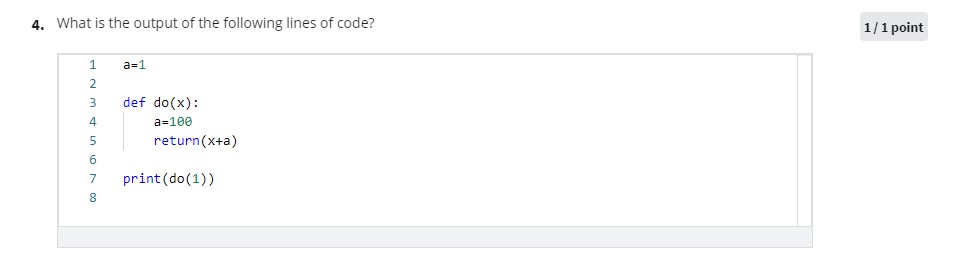 4. What is the output of the following lines of code?
1/1 point
1 a=1
2
3 def do(x):
4 a=100
5 return(x+a)
6
7 print(do(1))
8